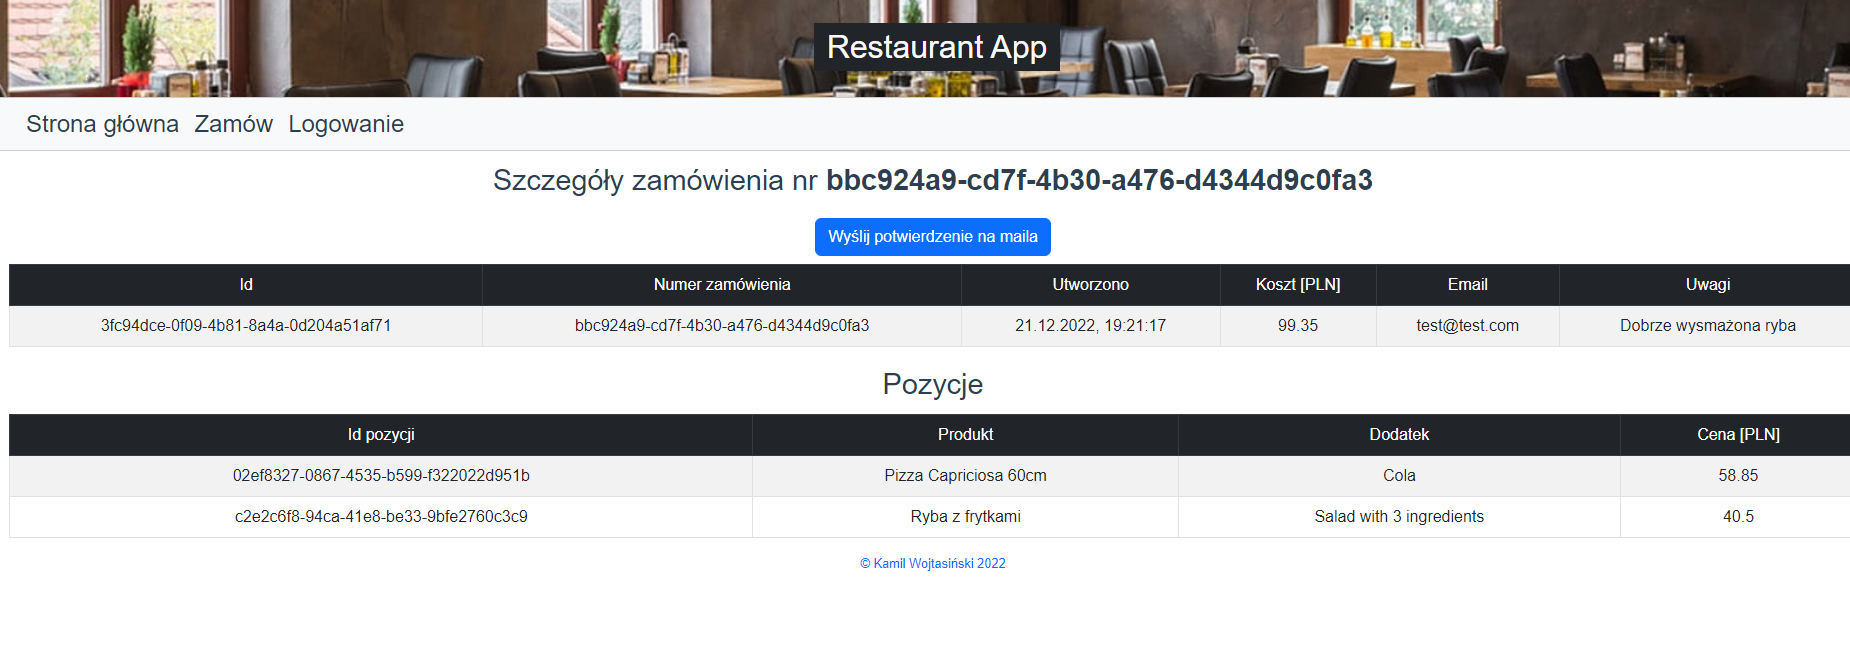 Restaurant App
Strona główna Zamów Logowanie
Szczegóły zamówienia nr bbc924a9-cd7f-4b30-a476-d4344d9c0fa3
Wyślij potwierdzenie na maila
Id Numer zamówienia Utworzono Koszt [PLN] Email Uwagi
3fc94dce-0f09-4b81-8a4a-0d204a51af71 bbc924a9-cd7f-4b30-a476-d4344d9c0fa3 21.12.2022, 19:21:17 99.35 test@test.com Dobrze wysmażona ryba
Pozycje
Id pozycji Produkt Dodatek Cena [PLN]
02ef8327-0867-4535-b599-f322022d951b Pizza Capriciosa 60cm Cola 58.85
c2e2c6f8-94ca-41e8-be33-9bfe2760c3c9 Ryba z frytkami Salad with 3 ingredients 40.5
© Kamil Wojtasiński 2022